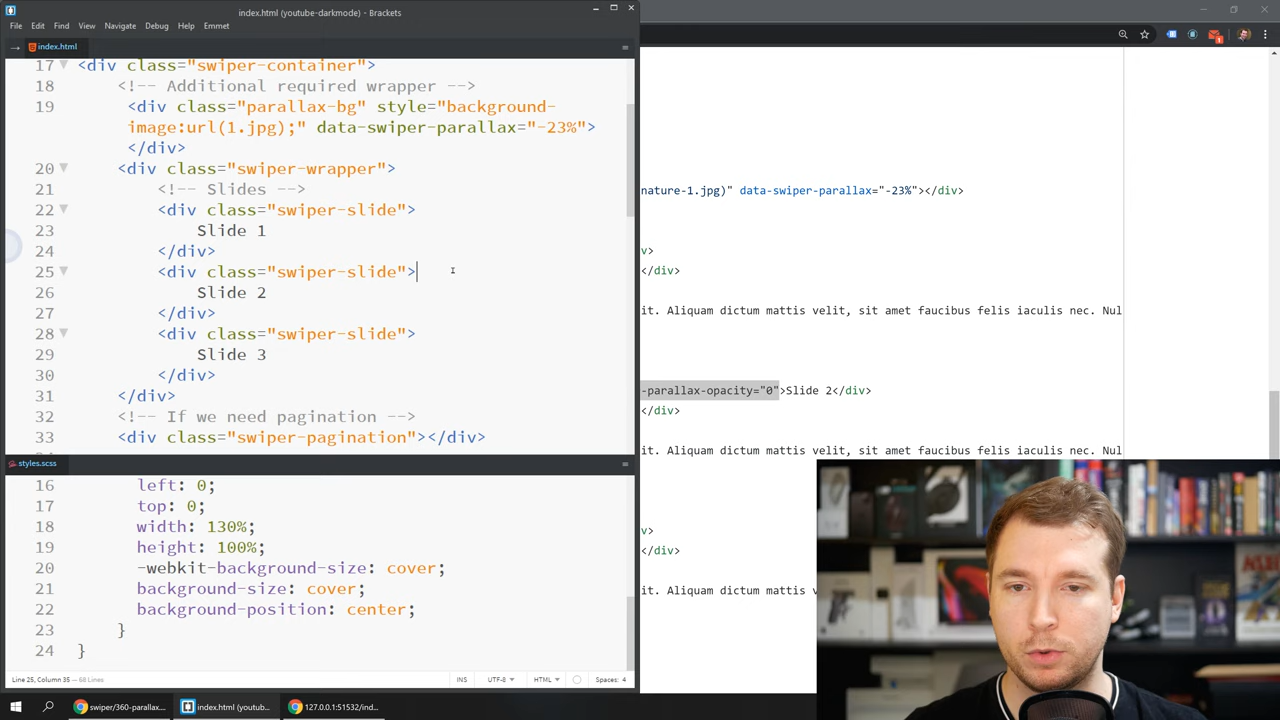 index.html (youtube-darkmode) - Brackets
File Edit Find View Navigate Debug Help Emmet
index.html
17 <div class="swiper-container">
18 <!-- Additional required wrapper -->
19 <div class="parallax-bg" style="background-
image:url(1.jpg);" data-swiper-parallax="-23%">
</div>
20 <div class="swiper-wrapper">
21 <!-- Slides -->
22 <div class="swiper-slide">
23 Slide 1
24 </div>
25 <div class="swiper-slide">
26 Slide 2
27 </div>
28 <div class="swiper-slide">
29 Slide 3
30 </div>
31 </div>
32 <!-- If we need pagination -->
33 <div class="swiper-pagination"></div>
styles.scss
16 left: 0;
17 top: 0;
18 width: 130%;
19 height: 100%;
20 -webkit-background-size: cover;
21 background-size: cover;
22 background-position: center;
23 }
24 }
Line 25, Column 35 — 68 Lines
INS UTF-8 HTML Spaces: 4
nature-1.jpg)" data-swiper-parallax="-23%"></div>
v>
</div>
it. Aliquam dictum mattis velit, sit amet faucibus felis iaculis nec. Nul
-parallax-opacity="0">Slide 2</div>
</div>
it. Aliquam dictum mattis velit, sit amet faucibus felis iaculis nec. Nul
v>
</div>
it. Aliquam dictum mattis v
swiper/360-parallax... index.html (youtub... 127.0.0.1:51532/ind...